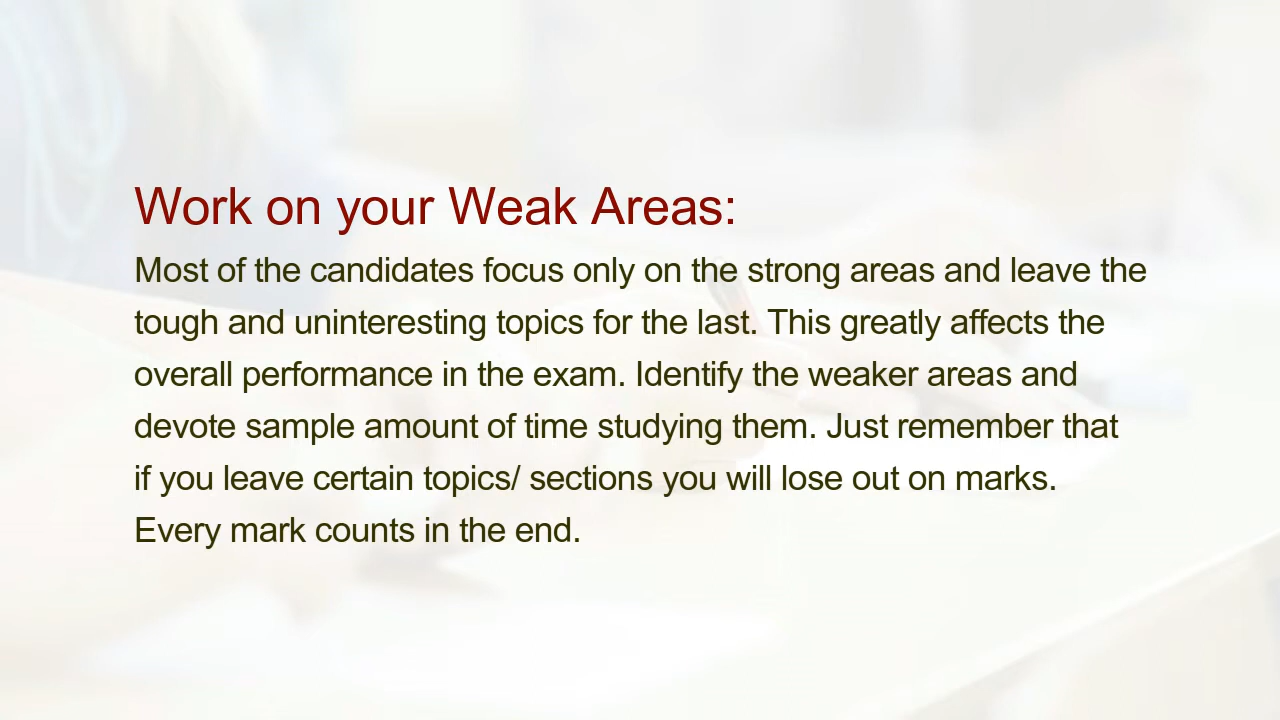 Work on your Weak Areas:
Most of the candidates focus only on the strong areas and leave the
tough and uninteresting topics for the last. This greatly affects the
overall performance in the exam. Identify the weaker areas and
devote sample amount of time studying them. Just remember that
if you leave certain topics/ sections you will lose out on marks.
Every mark counts in the end.